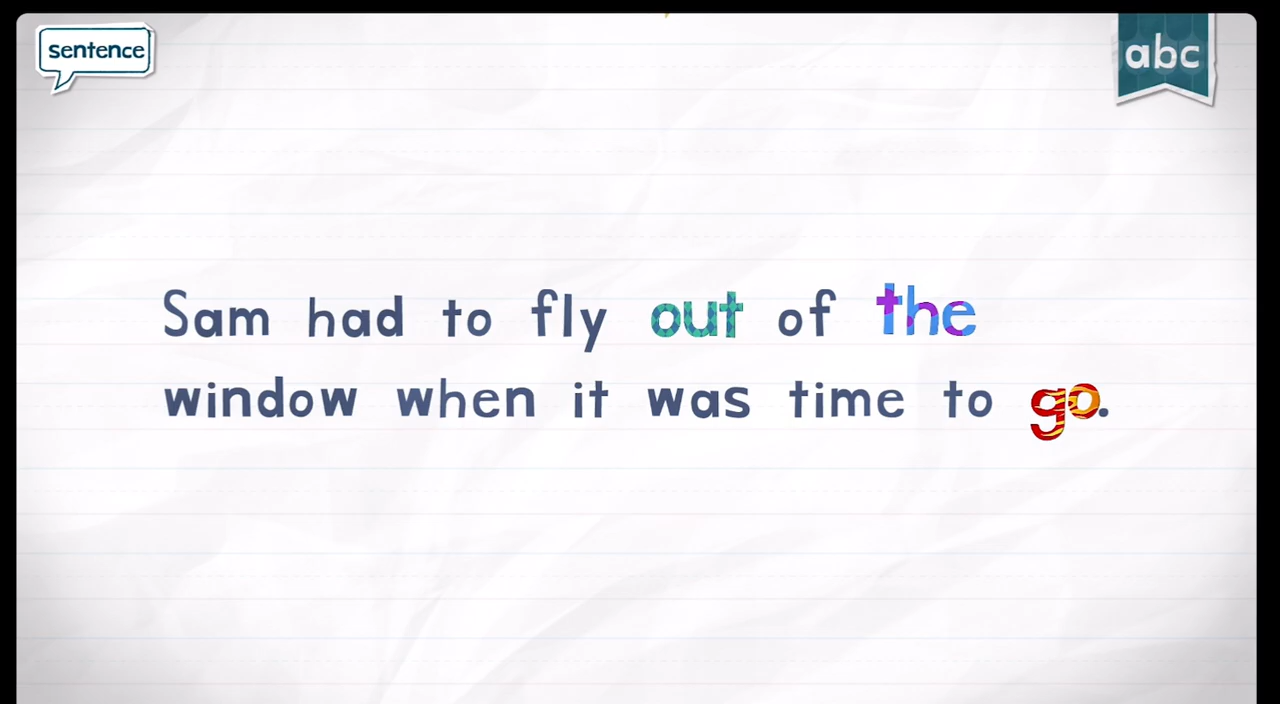 sentence
abc
Sam had to fly out of the
window when it was time to go.